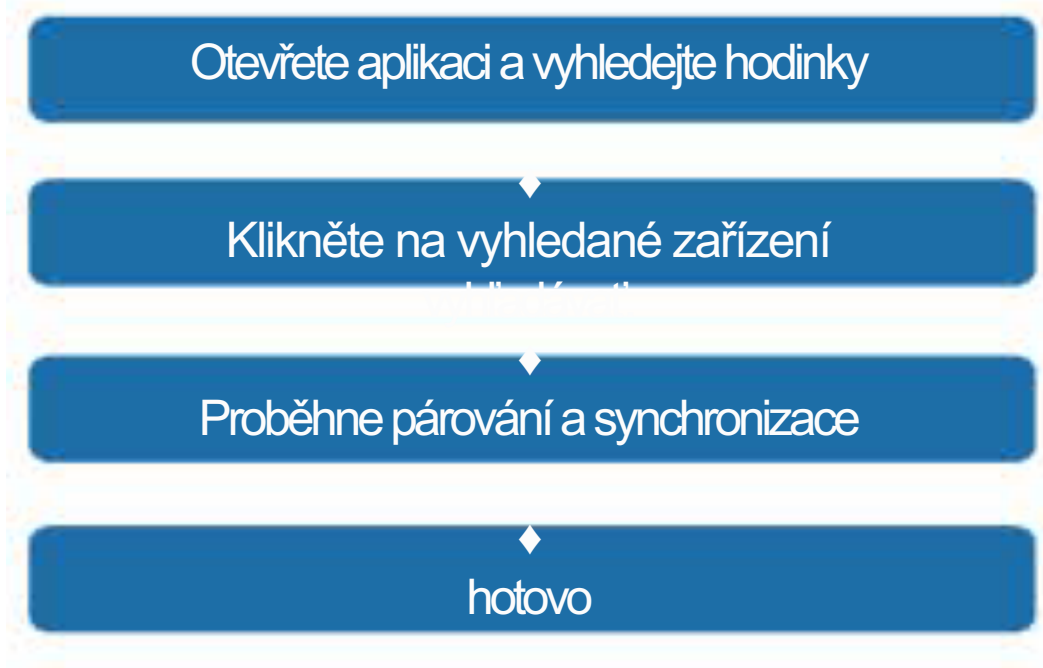 Otevřete aplikaci a vyhledejte hodinky
Klikněte na vyhledané zařízení
Proběhne párování a synchronizace
hotovo